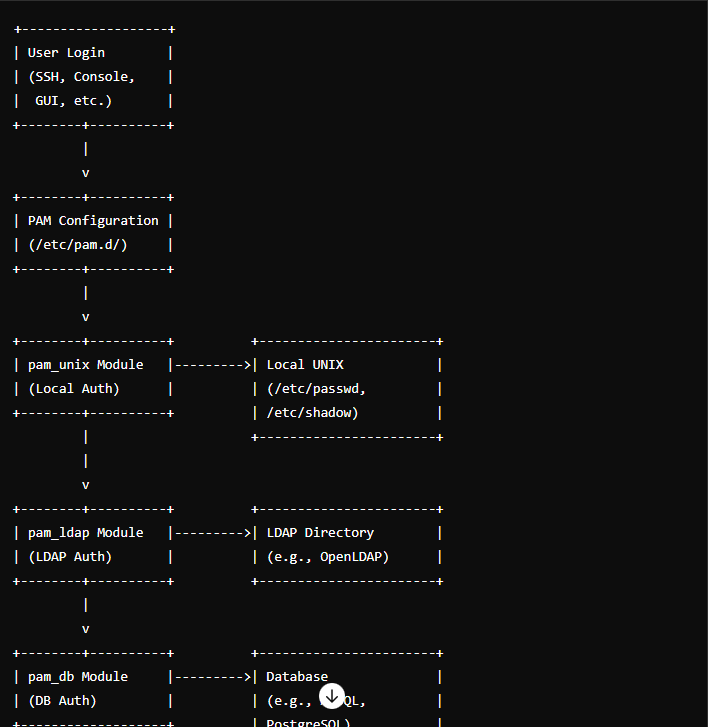 +-------------------+
| User Login        |
| (SSH, Console,    |
|  GUI, etc.)       |
+--------+----------+
         |
         v
+--------+----------+
| PAM Configuration |
| (/etc/pam.d/)     |
+--------+----------+
         |
         v
+--------+----------+         +-----------------------+
| pam_unix Module   |--------->| Local UNIX            |
| (Local Auth)      |         | (/etc/passwd,         |
+--------+----------+         | /etc/shadow)          |
         |                    +-----------------------+
         |
         v
+--------+----------+         +-----------------------+
| pam_ldap Module   |--------->| LDAP Directory        |
| (LDAP Auth)       |         | (e.g., OpenLDAP)      |
+--------+----------+         +-----------------------+
         |
         v
+--------+----------+         +-----------------------+
| pam_db Module     |--------->| Database              |
| (DB Auth)         |         | (e.g.,                |
+-------------------+         | PostgreSQL)           |